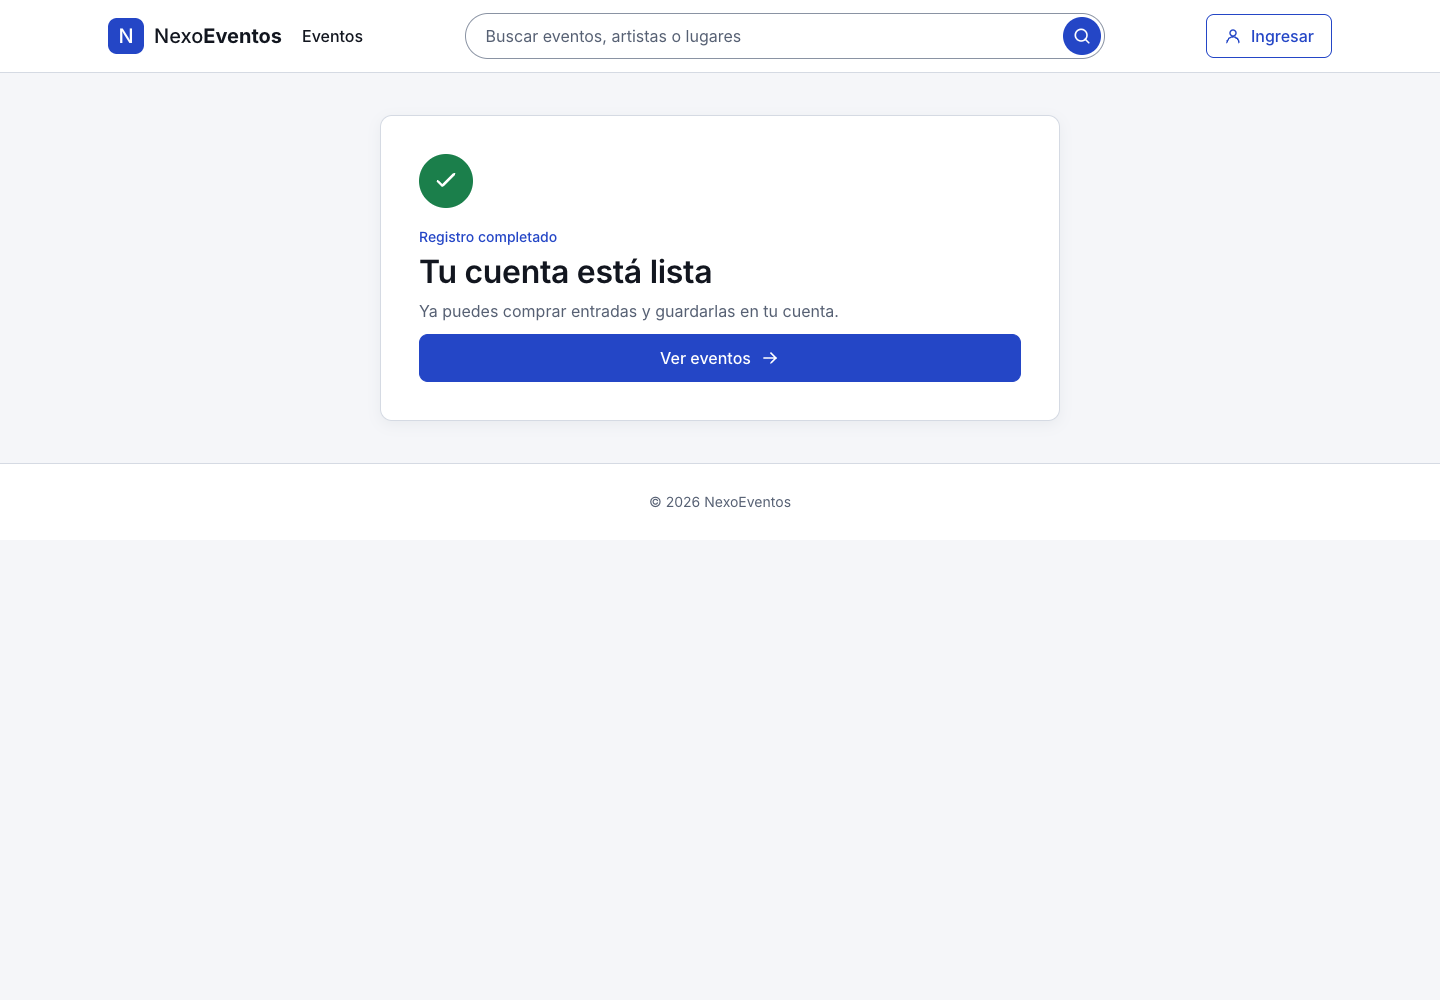 N NexoEventos Eventos Buscar eventos, artistas o lugares Ingresar
Registro completado
Tu cuenta está lista
Ya puedes comprar entradas y guardarlas en tu cuenta.
Ver eventos →
© 2026 NexoEventos